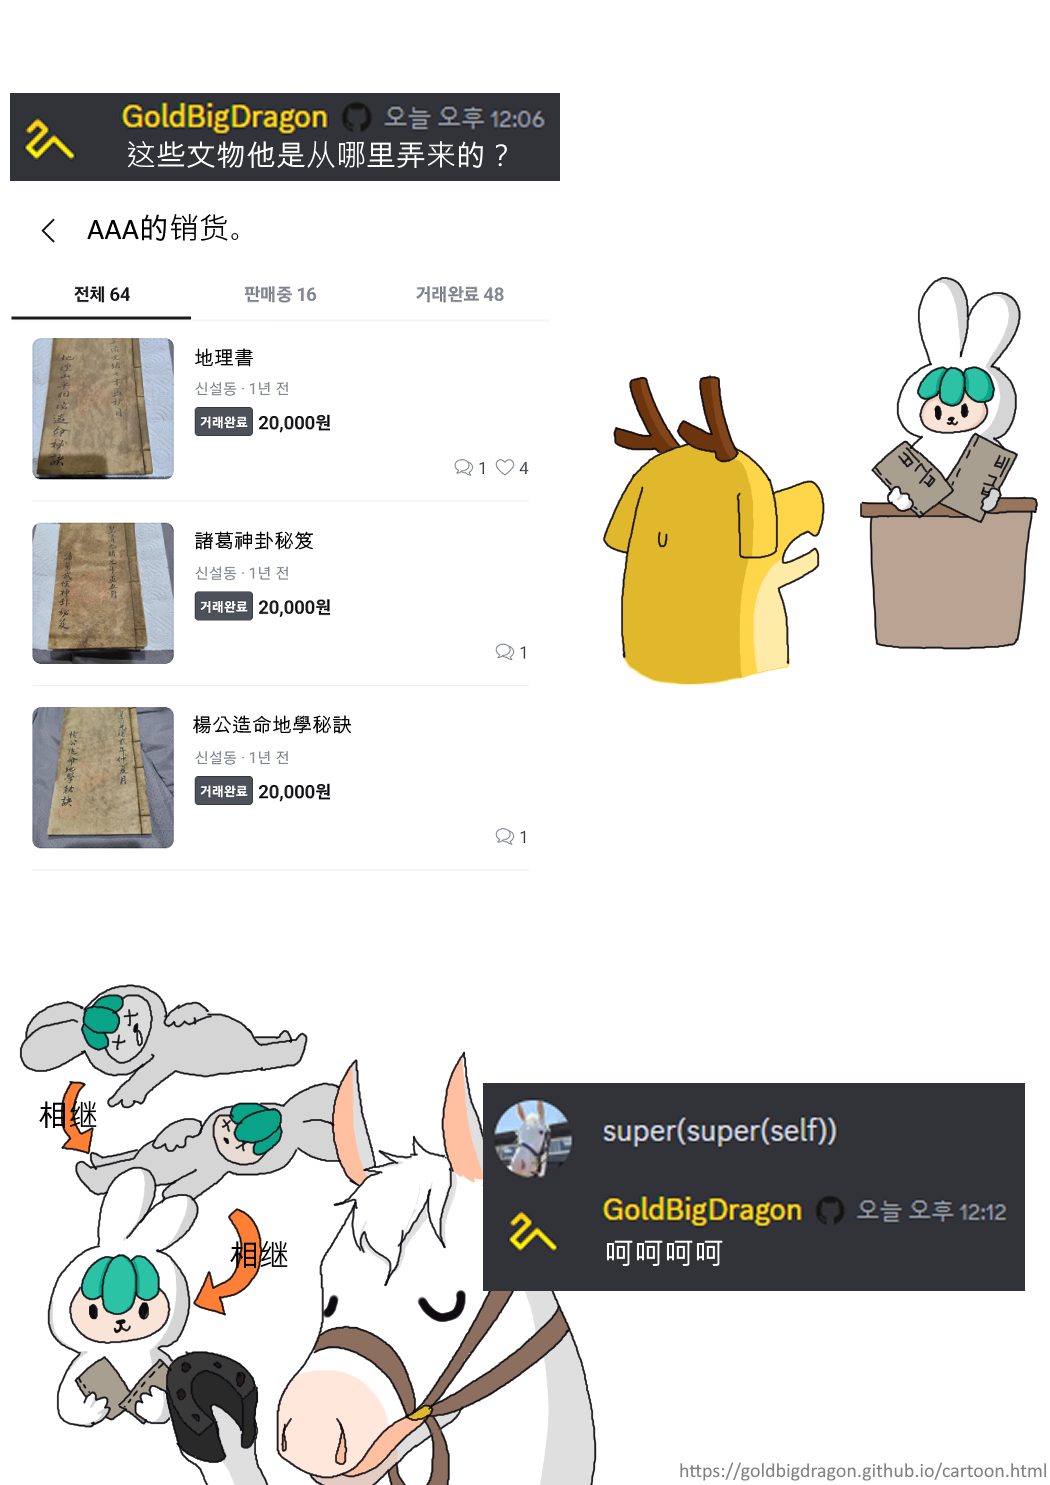 GoldBigDragon 오늘 오후 12:06
这些文物他是从哪里弄来的？
AAA的销货。
전체 64
판매중 16
거래완료 48
地理書
신설동 · 1년 전
거래완료 20,000원
1 4
諸葛神卦秘笈
신설동 · 1년 전
거래완료 20,000원
1
楊公造命地學秘訣
신설동 · 1년 전
거래완료 20,000원
1
相继
相继
super(super(self))
GoldBigDragon 오늘 오후 12:12
呵呵呵呵
https://goldbigdragon.github.io/cartoon.html